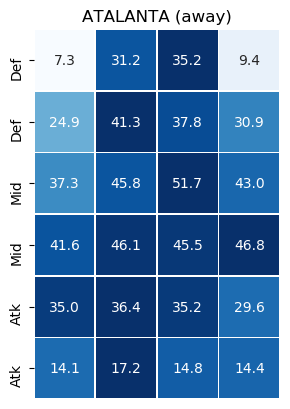 ATALANTA (away)
Def 7.3 31.2 35.2 9.4
Def 24.9 41.3 37.8 30.9
Mid 37.3 45.8 51.7 43.0
Mid 41.6 46.1 45.5 46.8
Atk 35.0 36.4 35.2 29.6
Atk 14.1 17.2 14.8 14.4